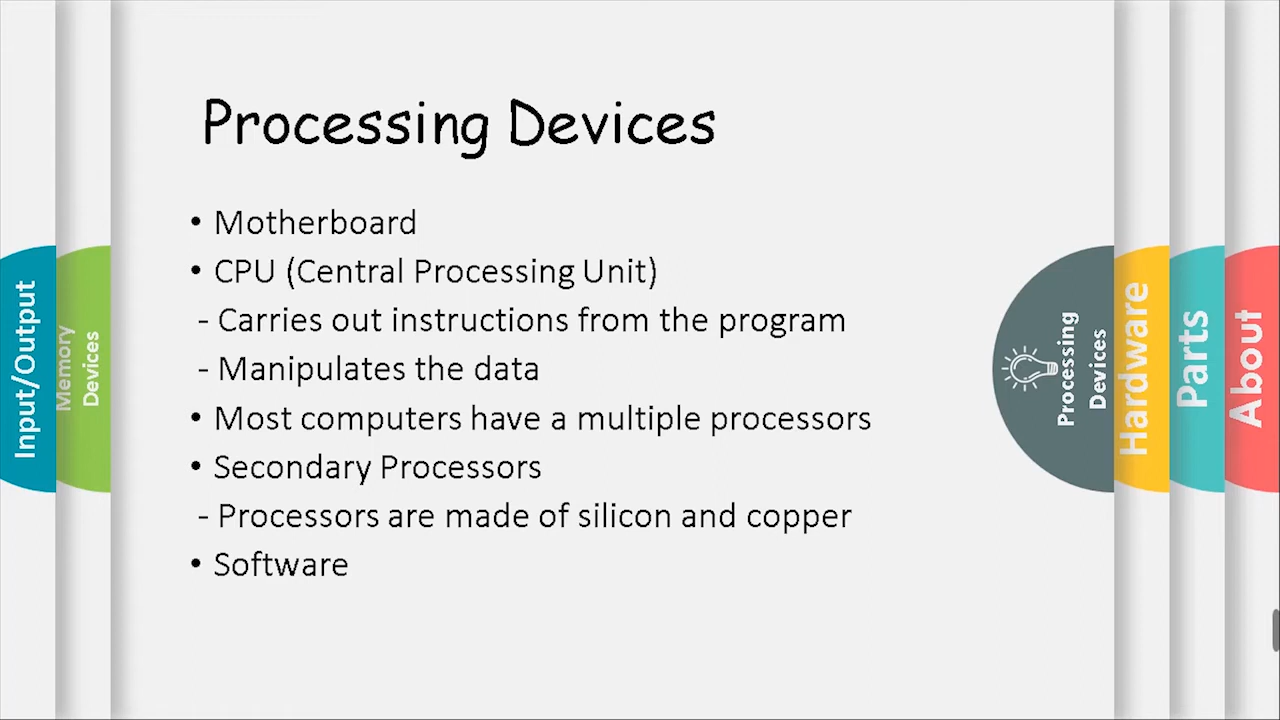 Processing Devices
• Motherboard
• CPU (Central Processing Unit)
- Carries out instructions from the program
- Manipulates the data
• Most computers have a multiple processors
• Secondary Processors
- Processors are made of silicon and copper
• Software
Input/Output
Memory
Devices
Processing
Devices
Hardware
Parts
About